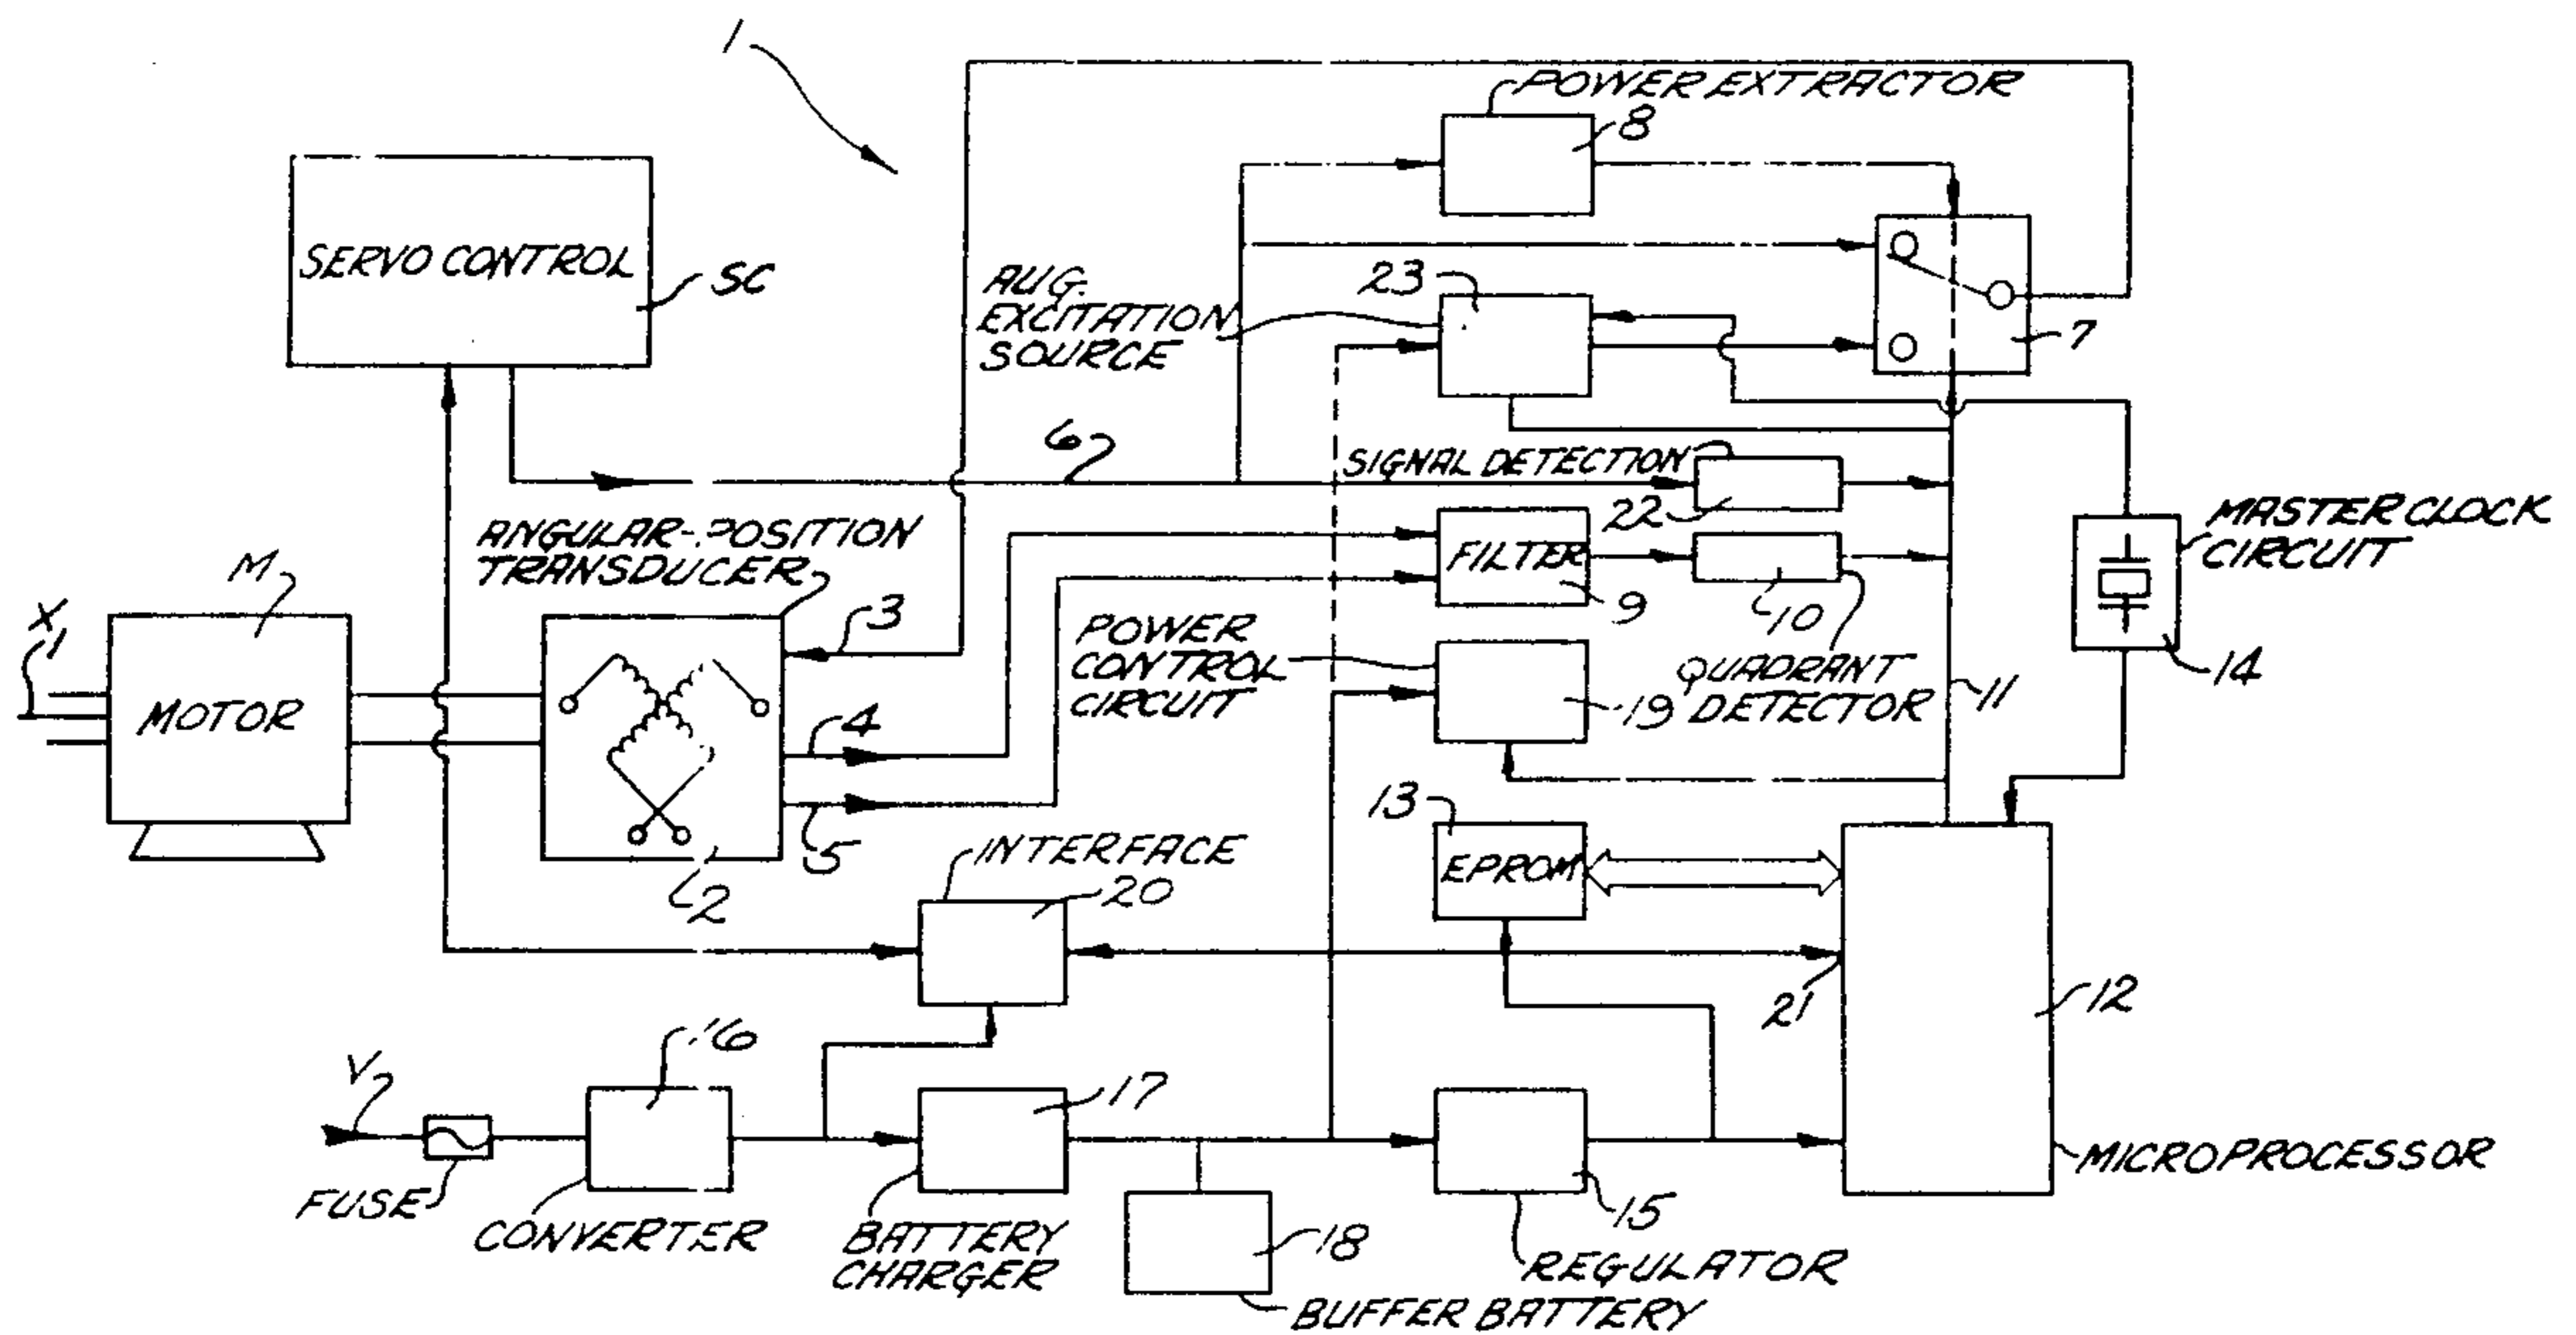 1
POWER EXTRACTOR
8
SERVO CONTROL
SC
AUG.
EXCITATION
SOURCE
23
7
6
SIGNAL DETECTION
22
MASTER CLOCK
CIRCUIT
ANGULAR-POSITION
TRANSDUCER
M
X
MOTOR
3
4
5
2
FILTER
9
10
POWER
CONTROL
CIRCUIT
19
QUADRANT
DETECTOR
11
14
13
EPROM
INTERFACE
20
21
12
V
16
17
FUSE
CONVERTER
BATTERY
CHARGER
18
15
MICROPROCESSOR
REGULATOR
BUFFER BATTERY